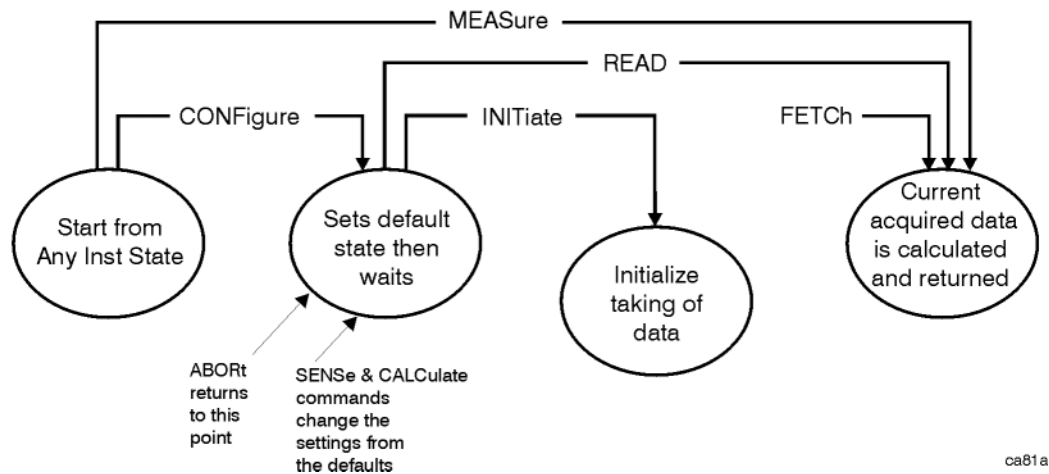 MEASure
READ
CONFigure
INITiate
FETCh
Start from
Any Inst State
Sets default
state then
waits
Initialize
taking of
data
Current
acquired data
is calculated
and returned
ABORt
returns
to this
point
SENSe & CALCulate
commands
change the
settings from
the defaults
ca81a